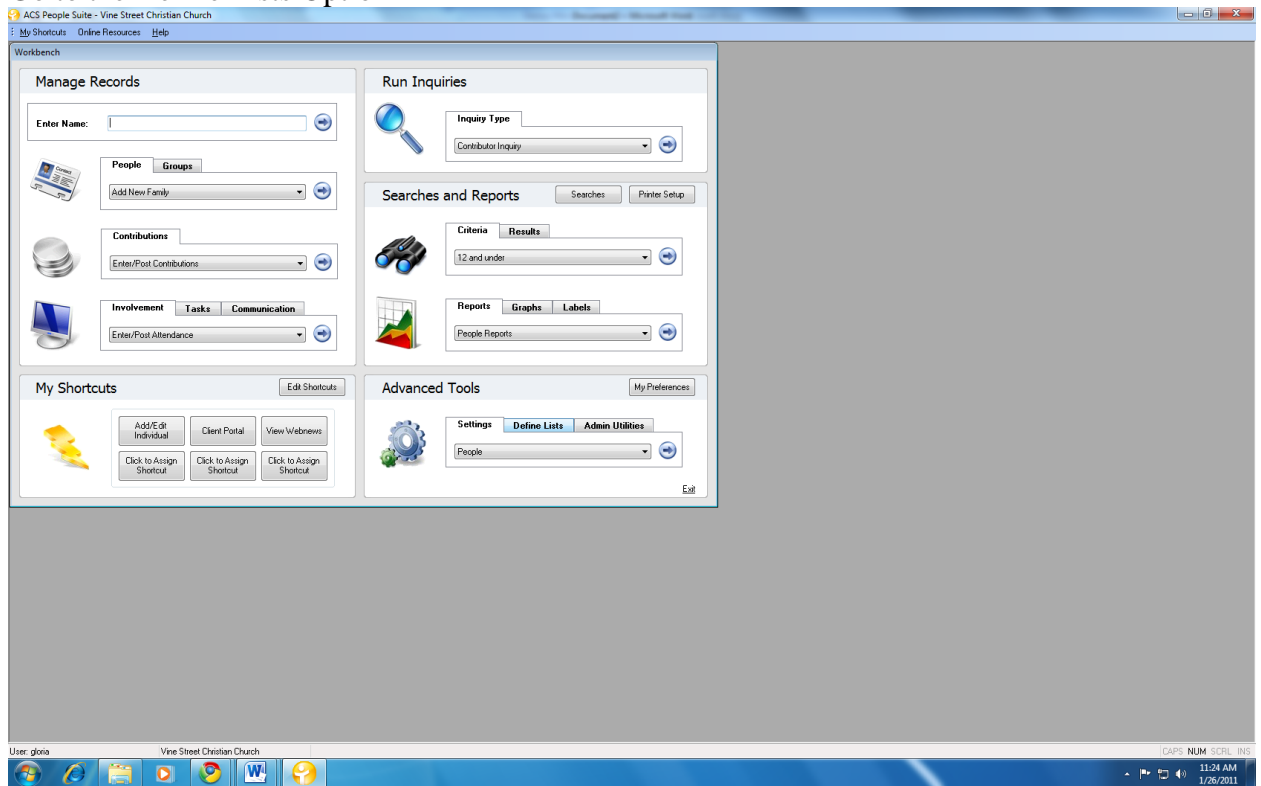 ACS People Suite - Vine Street Christian Church
My Shortcuts Online Resources Help
Workbench
Manage Records
Enter Name:
People Groups
Add New Family
Contributions
Enter/Post Contributions
Involvement Tasks Communication
Enter/Post Attendance
My Shortcuts Edit Shortcuts
Add/Edit Individual Client Portal View Webnews
Click to Assign Shortcut Click to Assign Shortcut Click to Assign Shortcut
Run Inquiries
Inquiry Type
Contributor Inquiry
Searches and Reports Searches Printer Setup
Criteria Results
12 and under
Reports Graphs Labels
People Reports
Advanced Tools My Preferences
Settings Define Lists Admin Utilities
People
Exit
User: gloria Vine Street Christian Church CAPS NUM SCRL INS
11:24 AM
1/26/2011